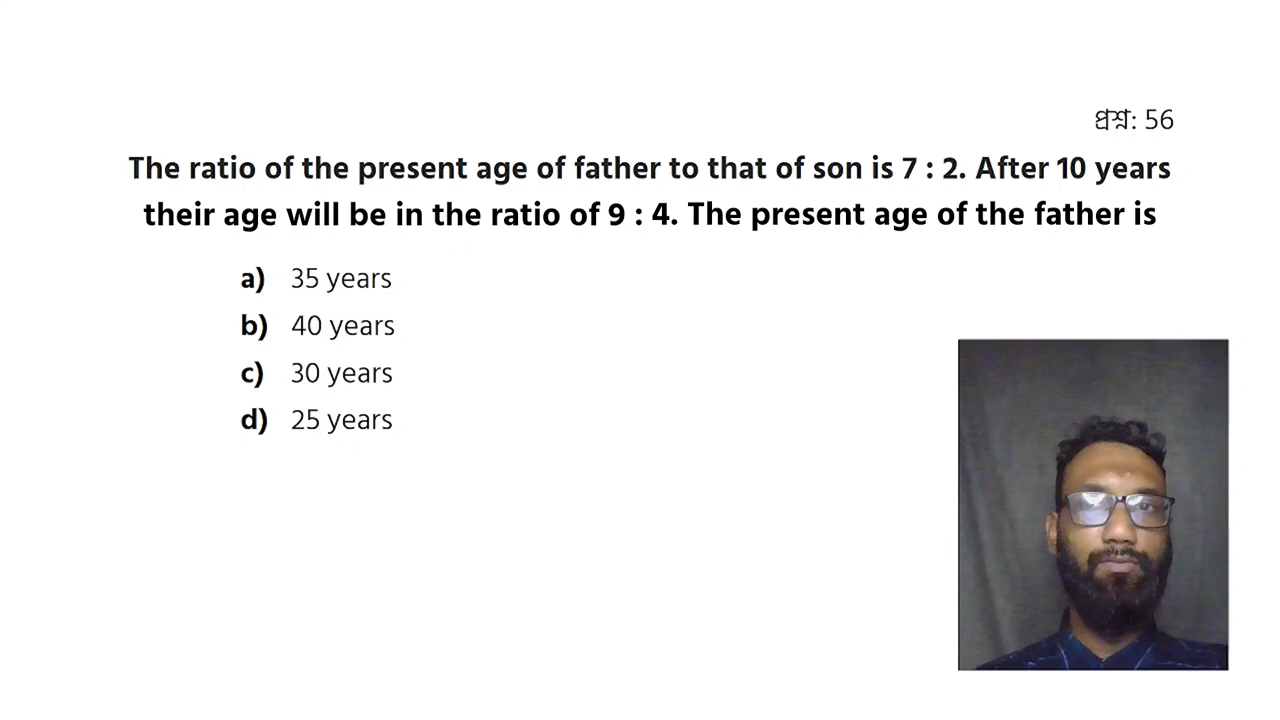 প্রশ্ন: 56
The ratio of the present age of father to that of son is 7 : 2. After 10 years
their age will be in the ratio of 9 : 4. The present age of the father is
a) 35 years
b) 40 years
c) 30 years
d) 25 years